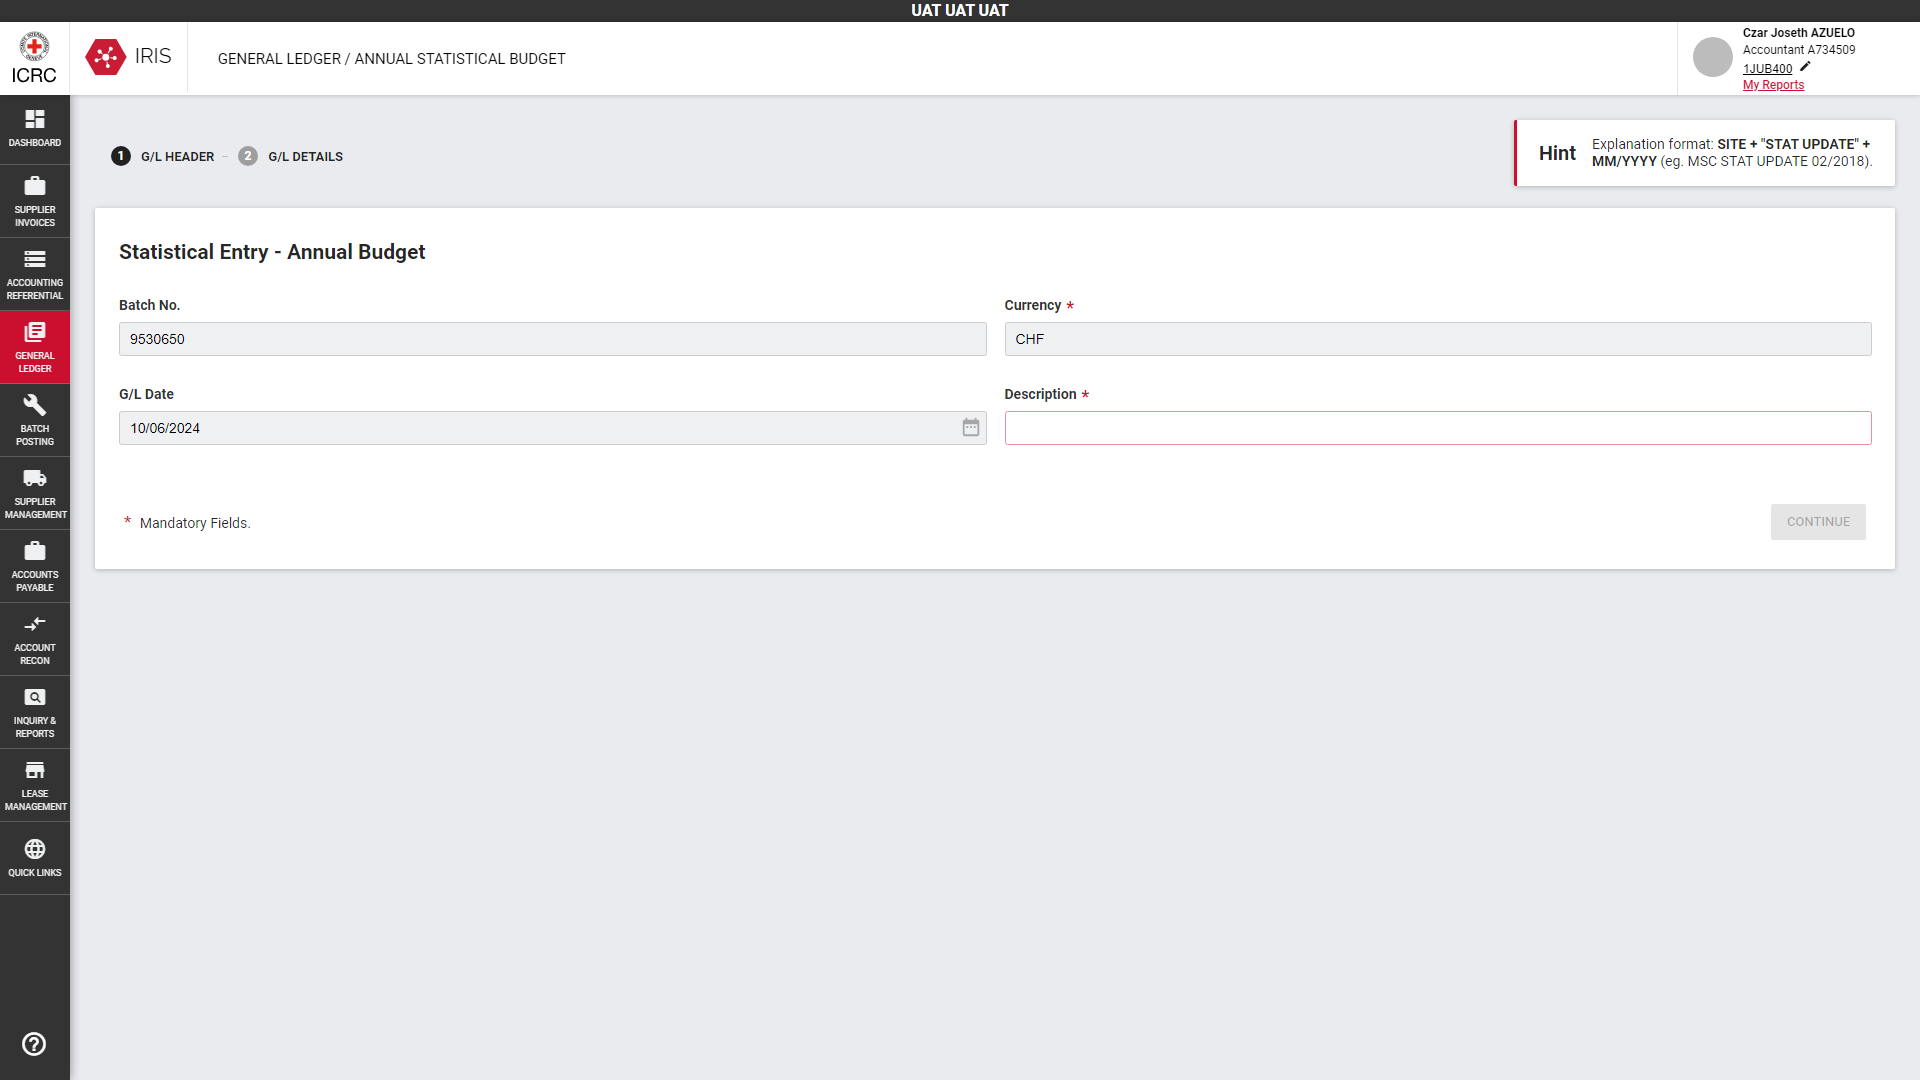 UAT UAT UAT
ICRC
IRIS
GENERAL LEDGER / ANNUAL STATISTICAL BUDGET
Czar Joseth AZUELO
Accountant A734509
1JUB400
My Reports
DASHBOARD
SUPPLIER
INVOICES
ACCOUNTING
REFERENTIAL
GENERAL
LEDGER
BATCH
POSTING
SUPPLIER
MANAGEMENT
ACCOUNTS
PAYABLE
ACCOUNT
RECON
INQUIRY &
REPORTS
LEASE
MANAGEMENT
QUICK LINKS
1 G/L HEADER – 2 G/L DETAILS
Hint
Explanation format: SITE + "STAT UPDATE" +
MM/YYYY (eg. MSC STAT UPDATE 02/2018).
Statistical Entry - Annual Budget
Batch No.
9530650
Currency *
CHF
G/L Date
10/06/2024
Description *
* Mandatory Fields.
CONTINUE